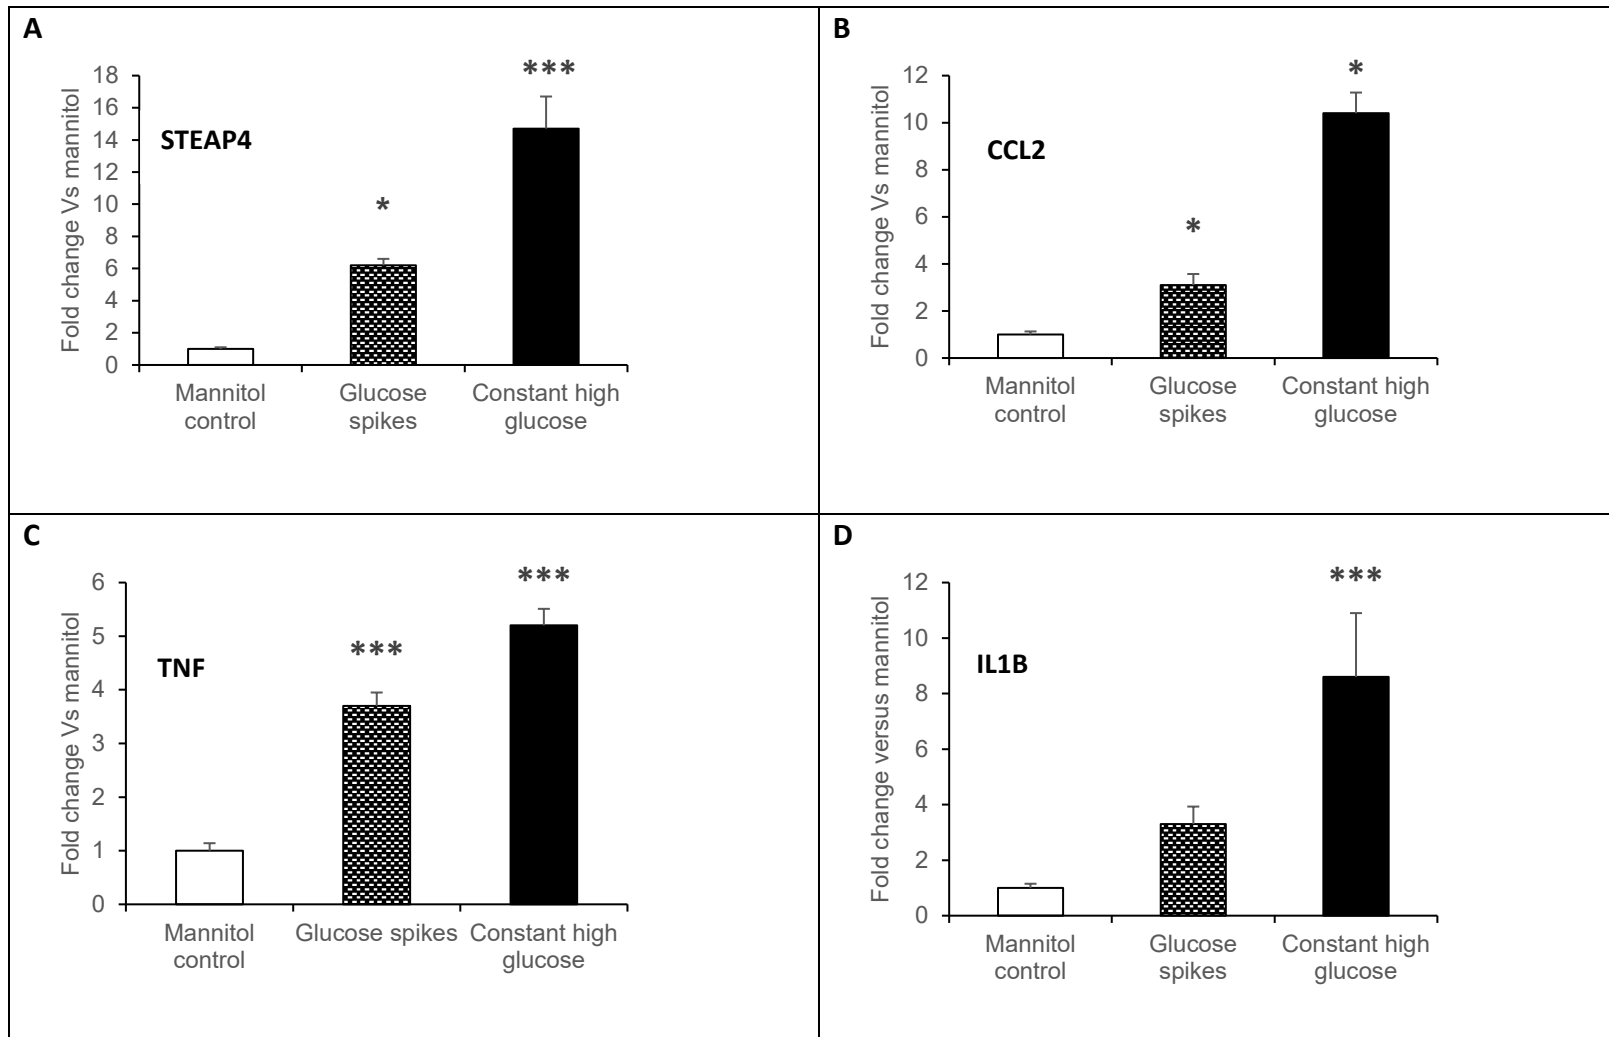 A
Fold change Vs mannitol
18
16
14
12
10
8
6
4
2
0
STEAP4
*
***
Mannitol
control
Glucose
spikes
Constant high
glucose
B
Fold change Vs mannitol
12
10
8
6
4
2
0
CCL2
*
*
Mannitol
control
Glucose
spikes
Constant high
glucose
C
Fold change Vs mannitol
6
5
4
3
2
1
0
TNF
***
***
Mannitol
control
Glucose spikes
Constant high
glucose
D
Fold change versus mannitol
12
10
8
6
4
2
0
IL1B
***
Mannitol
control
Glucose
spikes
Constant high
glucose